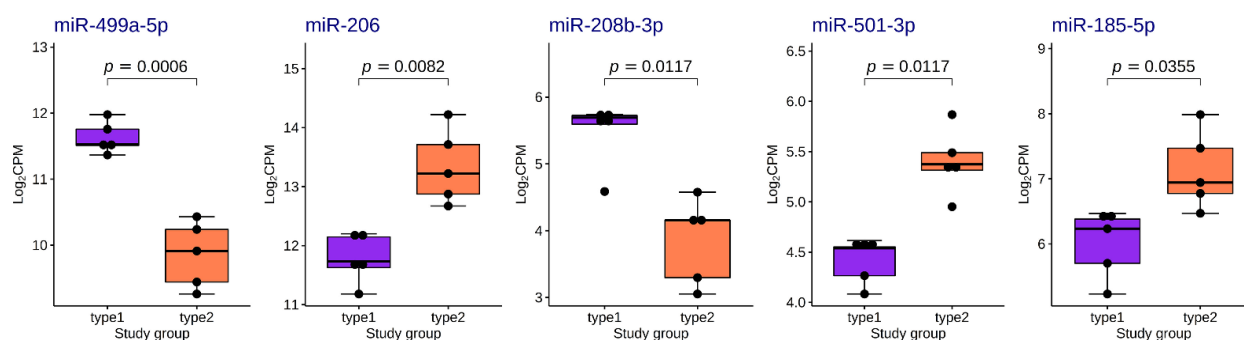 miR-499a-5p
p = 0.0006
13
12
11
10
Log₂CPM
type1 type2
Study group
miR-206
p = 0.0082
15
14
13
12
11
Log₂CPM
type1 type2
Study group
miR-208b-3p
p = 0.0117
6
5
4
3
Log₂CPM
type1 type2
Study group
miR-501-3p
p = 0.0117
6.5
6.0
5.5
5.0
4.5
4.0
Log₂CPM
type1 type2
Study group
miR-185-5p
p = 0.0355
9
8
7
6
Log₂CPM
type1 type2
Study group